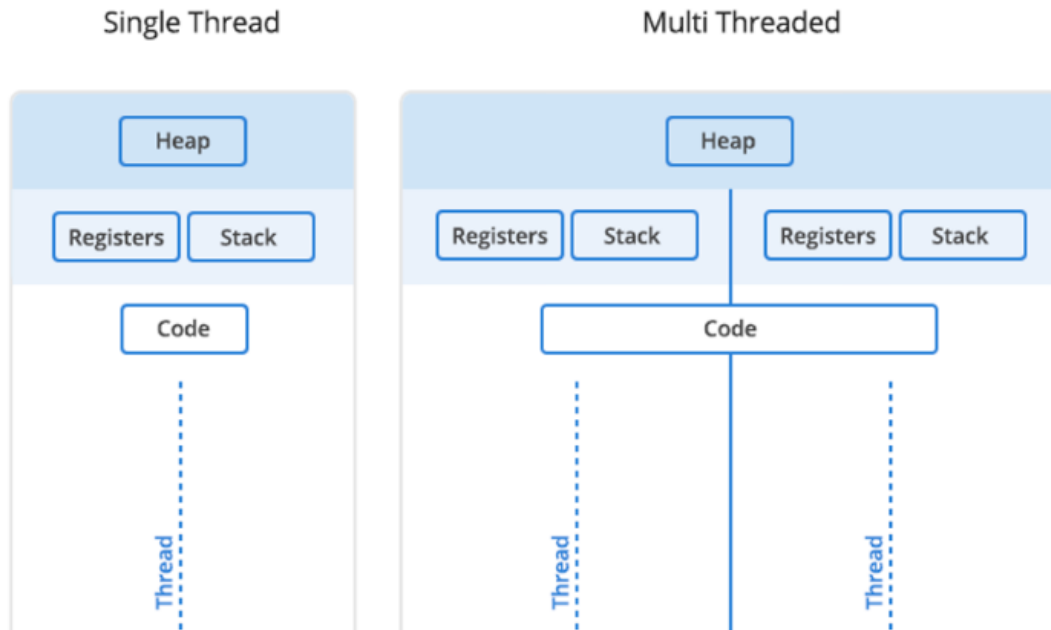 Single Thread
Multi Threaded
Heap
Heap
Registers
Stack
Registers
Stack
Registers
Stack
Code
Code
Thread
Thread
Thread